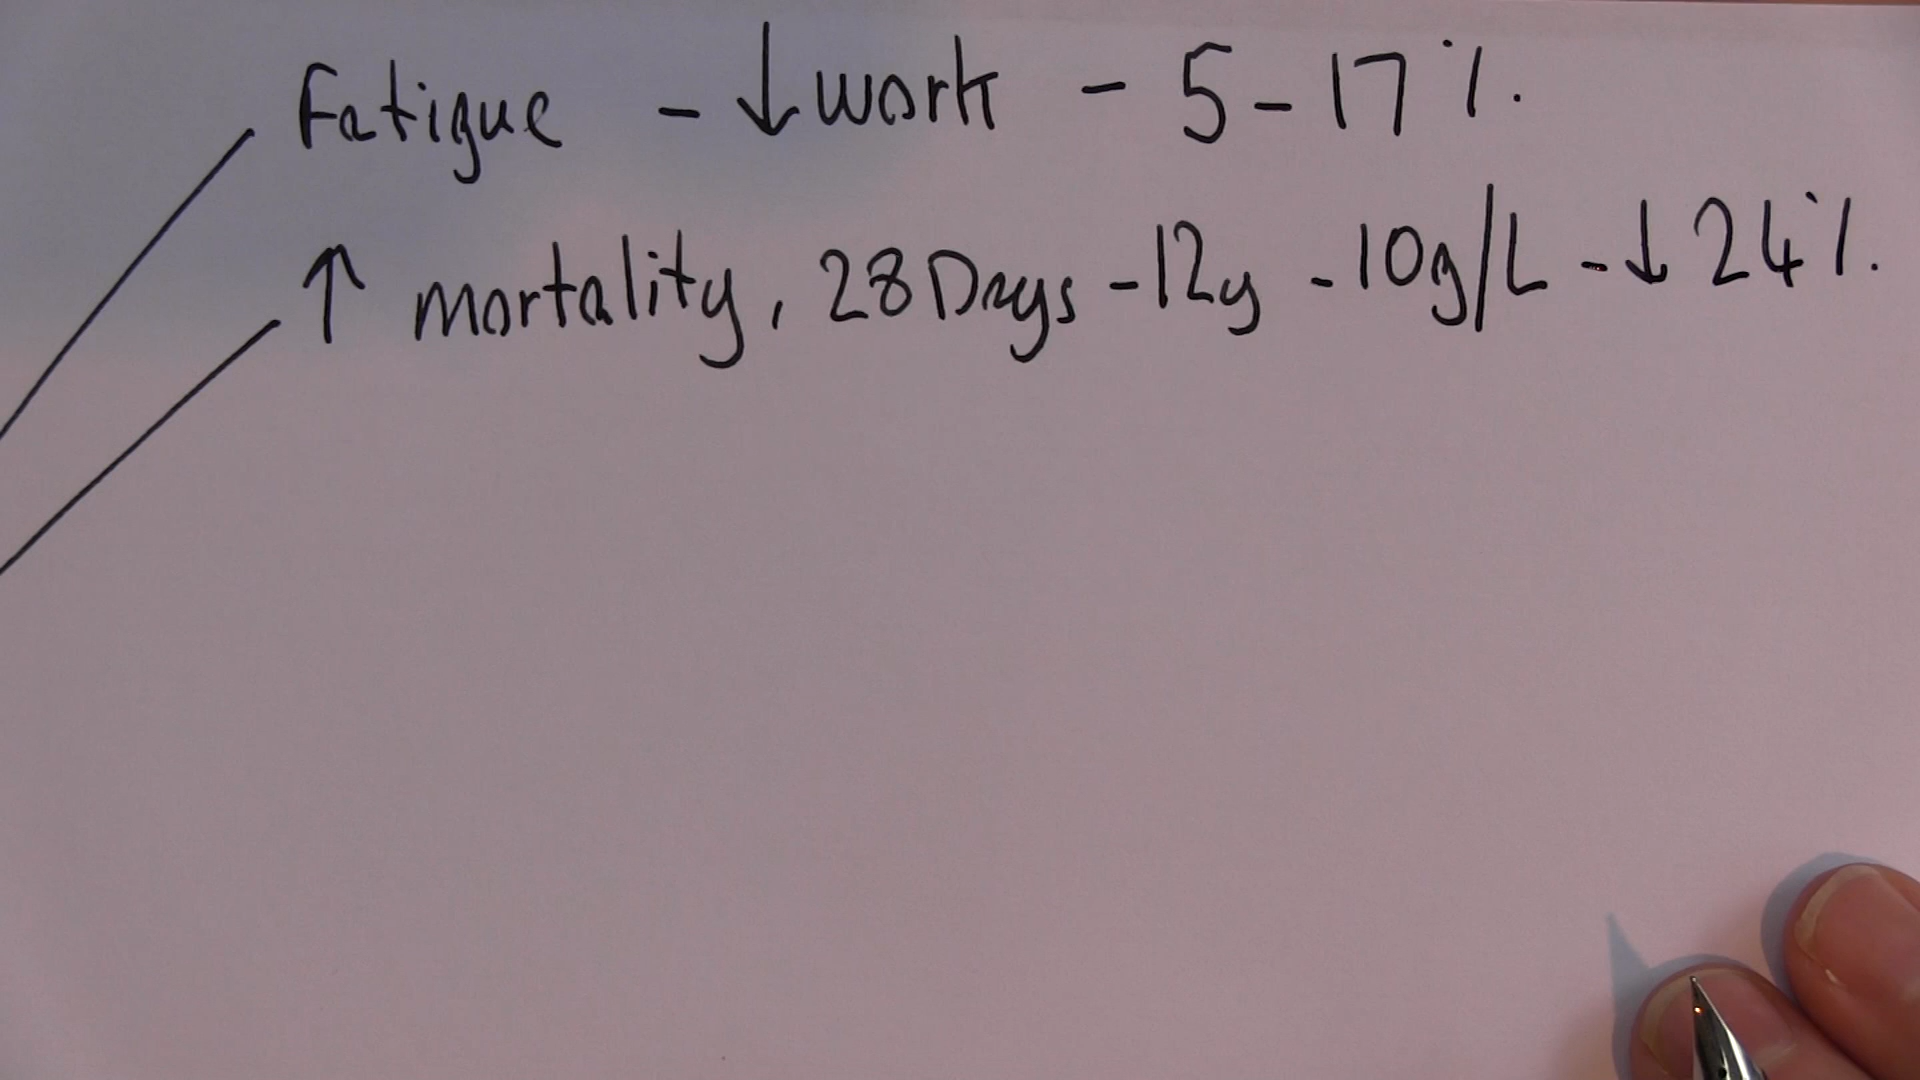 Fatigue - ↓ work - 5 - 17 %.
↑ mortality, 28 Days - 12y - 10g/L - ↓ 24%.